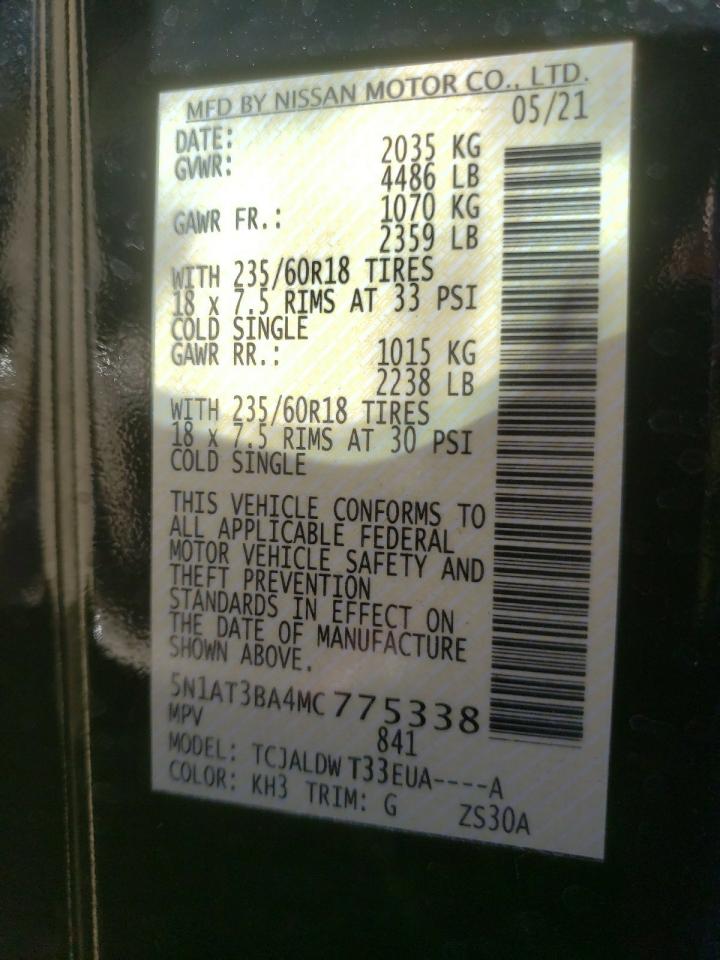 MFD BY NISSAN MOTOR CO., LTD.
DATE: 05/21
GVWR: 2035 KG
4486 LB
GAWR FR.: 1070 KG
2359 LB
WITH 235/60R18 TIRES
18 x 7.5 RIMS AT 33 PSI
COLD SINGLE
GAWR RR.: 1015 KG
2238 LB
WITH 235/60R18 TIRES
18 x 7.5 RIMS AT 30 PSI
COLD SINGLE
THIS VEHICLE CONFORMS TO
ALL APPLICABLE FEDERAL
MOTOR VEHICLE SAFETY AND
THEFT PREVENTION
STANDARDS IN EFFECT ON
THE DATE OF MANUFACTURE
SHOWN ABOVE.
5N1AT3BA4MC 775338
MPV 841
MODEL: TCJALDW T33EUA----A
COLOR: KH3 TRIM: G ZS30A